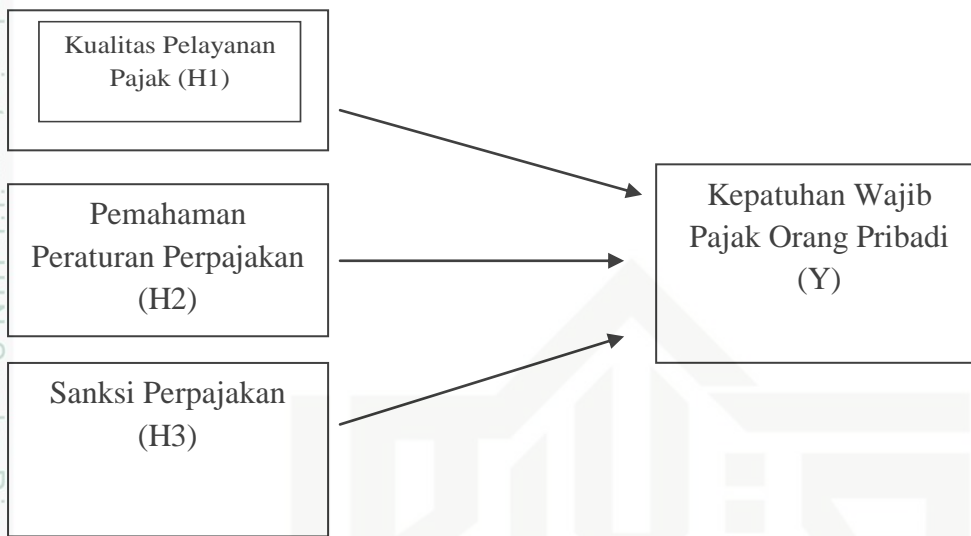 Kualitas Pelayanan
Pajak (H1)
Pemahaman
Peraturan Perpajakan
(H2)
Sanksi Perpajakan
(H3)
Kepatuhan Wajib
Pajak Orang Pribadi
(Y)